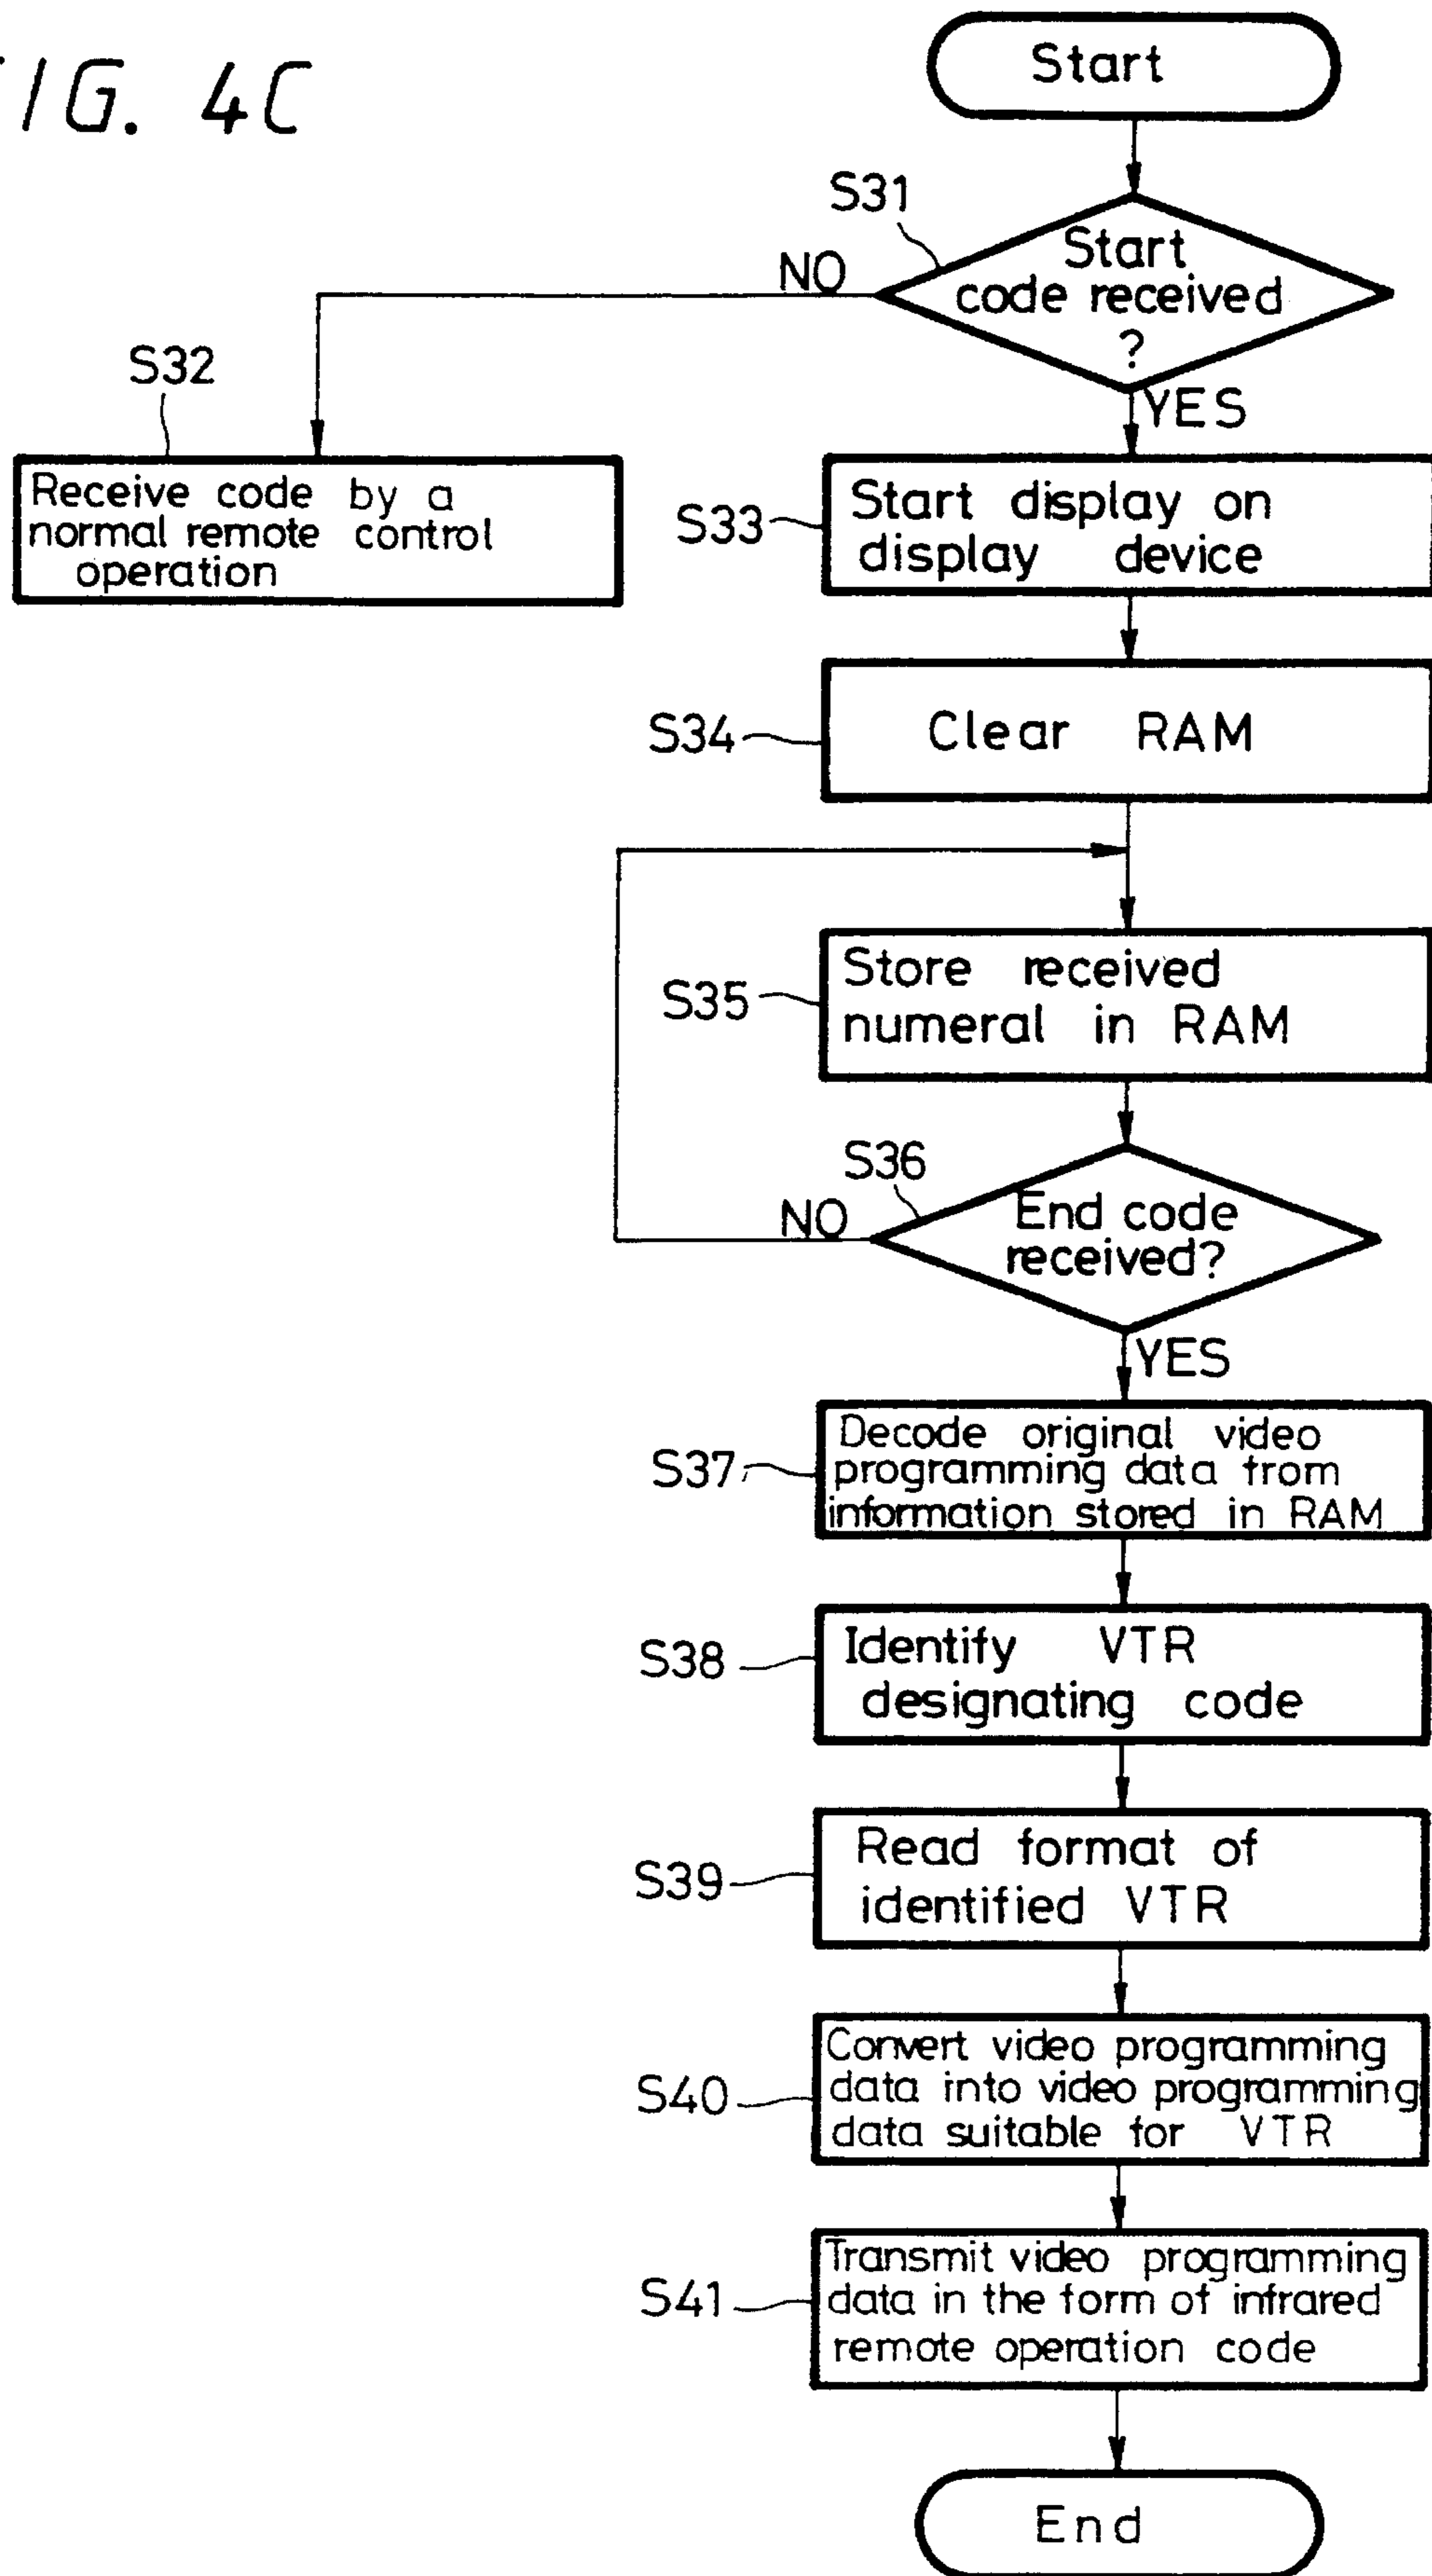 FIG. 4C
Start
S31
Start
code received
?
NO
YES
S32
Receive code by a
normal remote control
operation
S33
Start display on
display device
S34
Clear RAM
S35
Store received
numeral in RAM
S36
End code
received?
NO
YES
S37
Decode original video
programming data from
information stored in RAM
S38
Identify VTR
designating code
S39
Read format of
identified VTR
S40
Convert video programming
data into video programming
data suitable for VTR
S41
Transmit video programming
data in the form of infrared
remote operation code
End